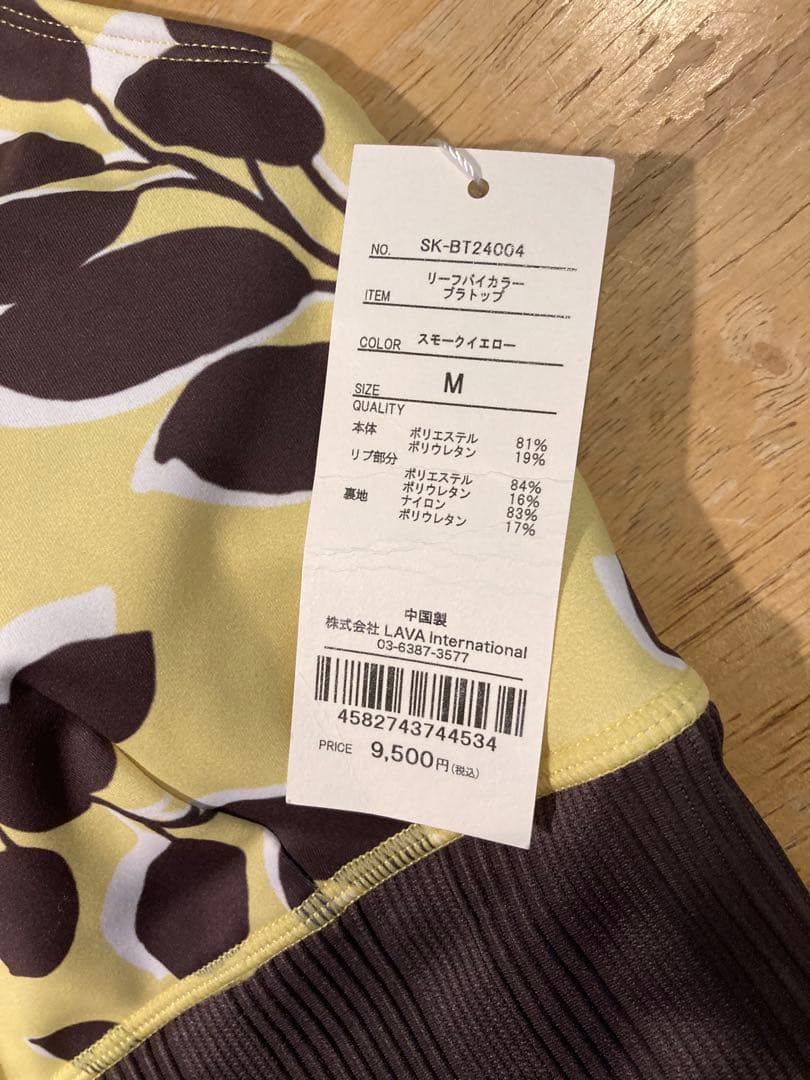 NO. SK-BT24004
リーフバイカラー
ITEM ブラトップ
COLOR スモークイエロー
SIZE M
QUALITY
本体 ポリエステル 81%
ポリウレタン 19%
リブ部分
ポリエステル 84%
ポリウレタン 16%
裏地 ナイロン 83%
ポリウレタン 17%
中国製
株式会社 LAVA International
03-6387-3577
4582743744534
PRICE 9,500円(税込)